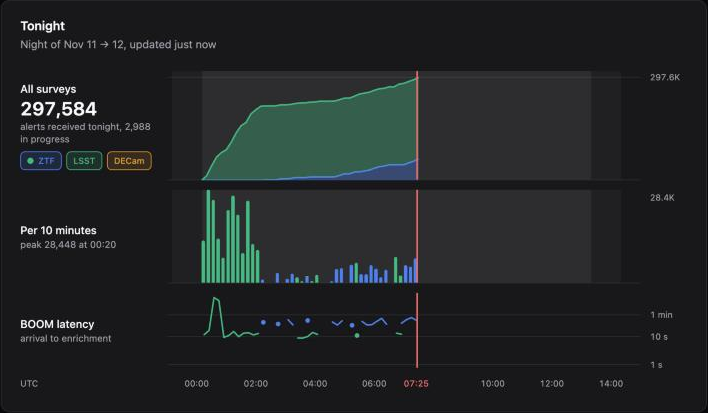 Tonight
Night of Nov 11 → 12, updated just now
All surveys
297,584
alerts received tonight, 2,988
in progress
ZTF LSST DECam
297.6K
Per 10 minutes
peak 28,448 at 00:20
28.4K
BOOM latency
arrival to enrichment
1 min
10 s
1 s
UTC 00:00 02:00 04:00 06:00 07:25 10:00 12:00 14:00